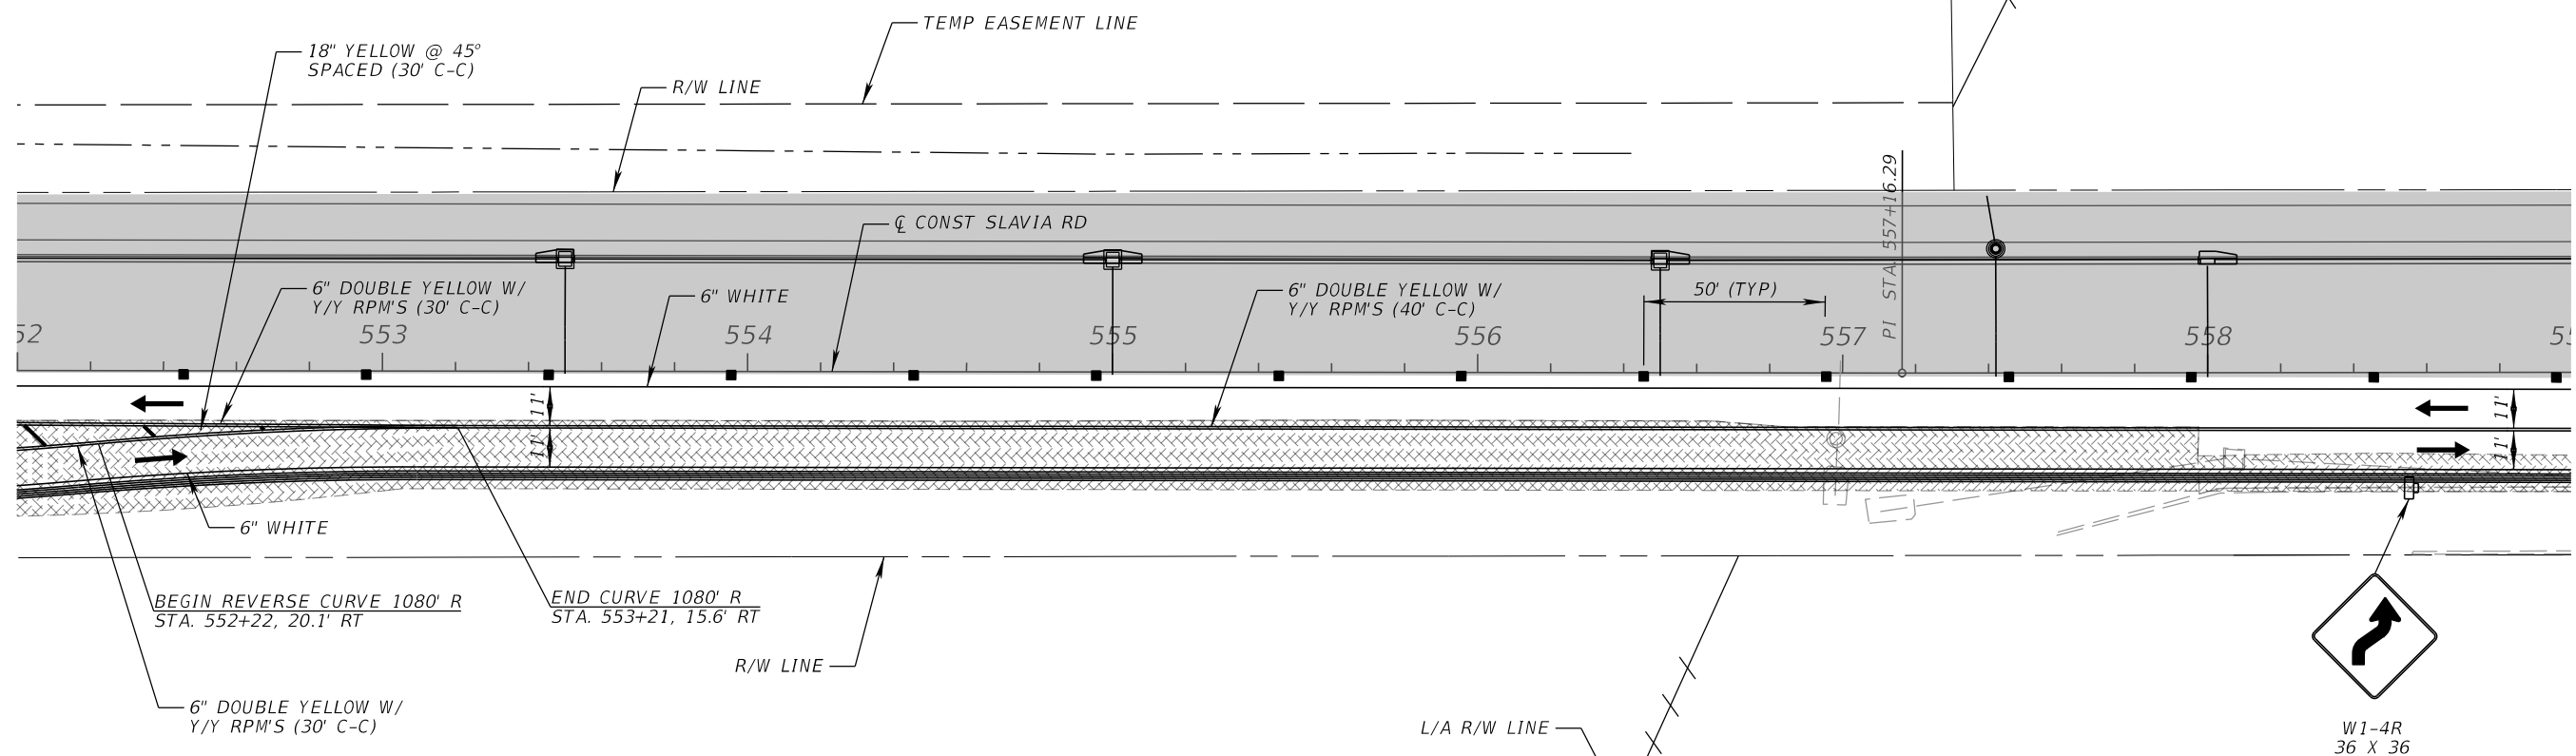 TEMP EASEMENT LINE
18" YELLOW @ 45°
SPACED (30' C-C)
R/W LINE
PI STA. 557+16.29
℄ CONST SLAVIA RD
6" DOUBLE YELLOW W/
Y/Y RPM'S (30' C-C)
6" WHITE
6" DOUBLE YELLOW W/
Y/Y RPM'S (40' C-C)
50' (TYP)
52
553
554
555
556
557
558
55
11'
11'
11'
11'
6" WHITE
BEGIN REVERSE CURVE 1080' R
STA. 552+22, 20.1' RT
END CURVE 1080' R
STA. 553+21, 15.6' RT
R/W LINE
6" DOUBLE YELLOW W/
Y/Y RPM'S (30' C-C)
L/A R/W LINE
W1-4R
36 X 36